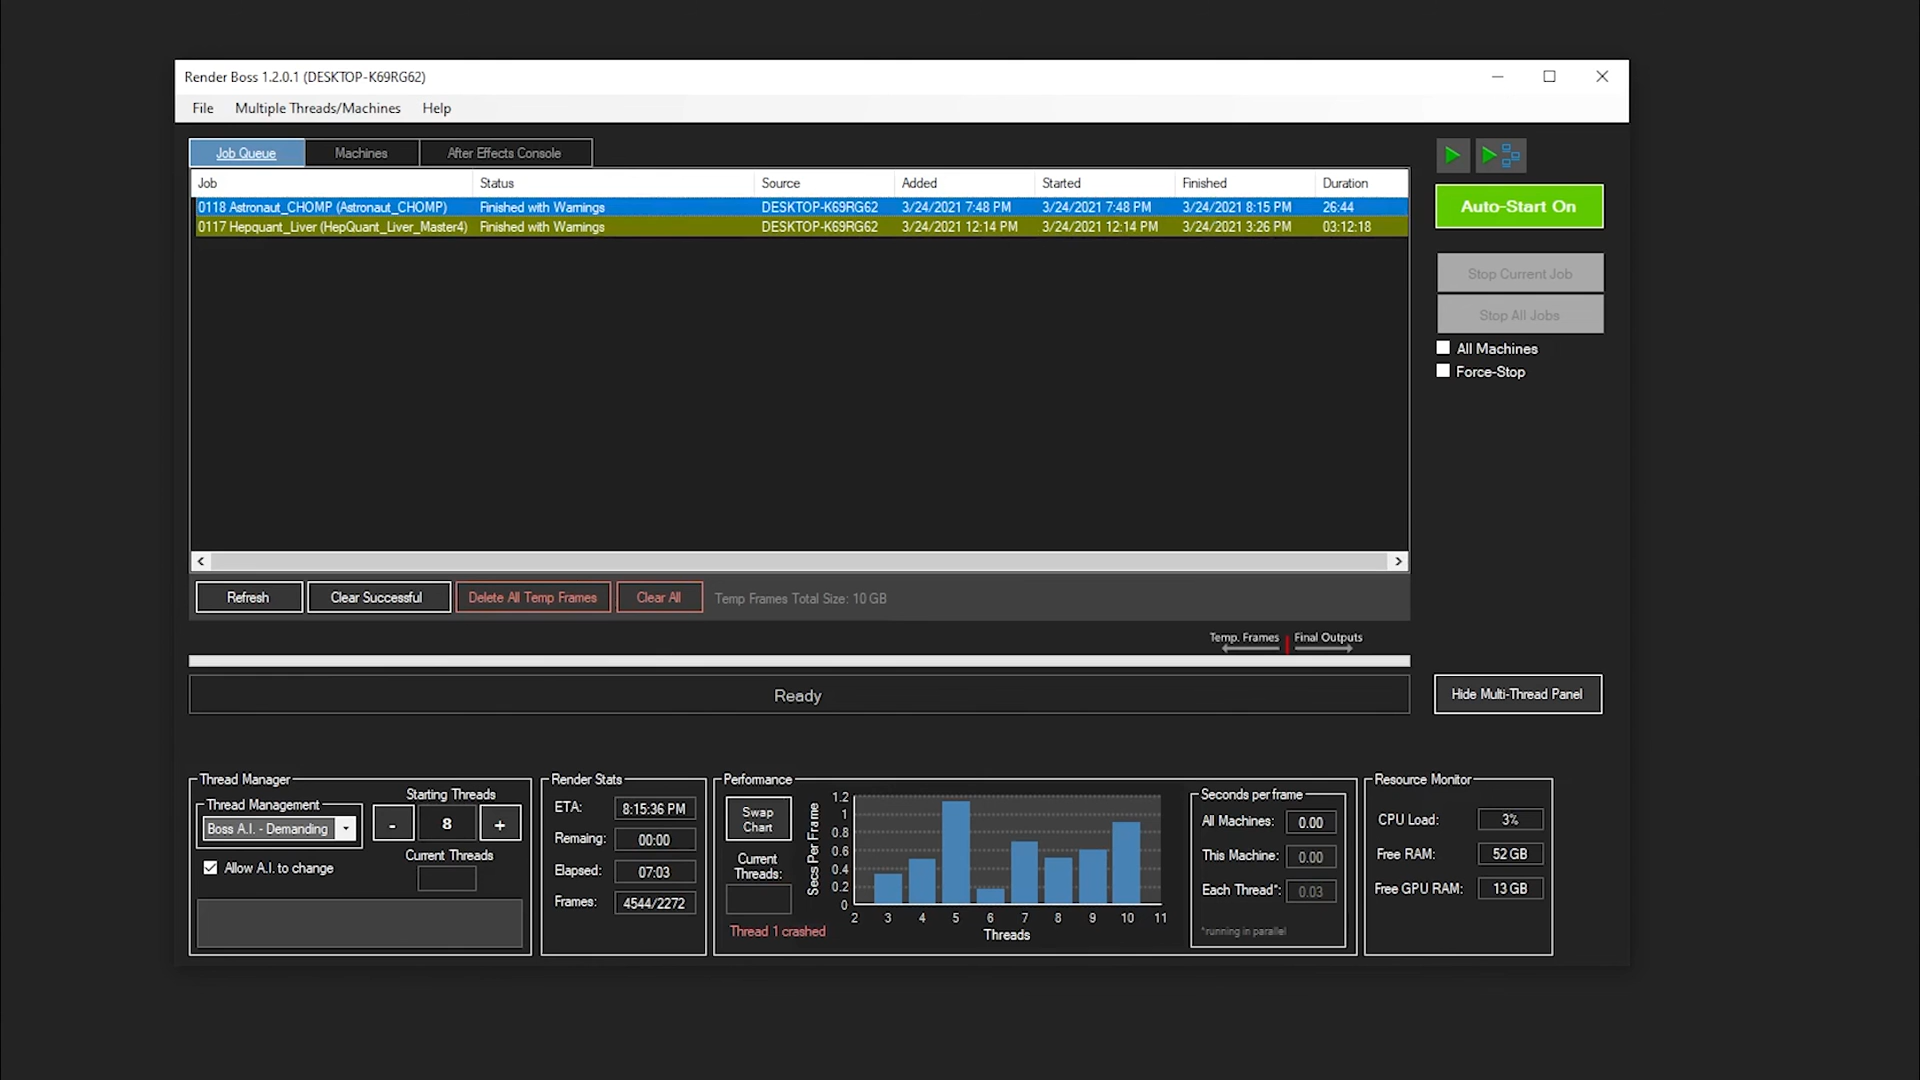 Render Boss 1.2.0.1 (DESKTOP-K69RG62)
File Multiple Threads/Machines Help
Job Queue Machines After Effects Console
Job Status Source Added Started Finished Duration
0118 Astronaut_CHOMP (Astronaut_CHOMP) Finished with Warnings DESKTOP-K69RG62 3/24/2021 7:48 PM 3/24/2021 7:48 PM 3/24/2021 8:15 PM 26:44
0117 Hepquant_Liver (HepQuant_Liver_Master4) Finished with Warnings DESKTOP-K69RG62 3/24/2021 12:14 PM 3/24/2021 12:14 PM 3/24/2021 3:26 PM 03:12:18
Auto-Start On
Stop Current Job
Stop All Jobs
All Machines
Force-Stop
Refresh Clear Successful Delete All Temp Frames Clear All Temp Frames Total Size: 10 GB
Temp. Frames Final Outputs
Ready
Hide Multi-Thread Panel
Thread Manager
Thread Management
Boss A.I. - Demanding
Allow A.I. to change
Starting Threads
- 8 +
Current Threads
Render Stats
ETA: 8:15:36 PM
Remaing: 00:00
Elapsed: 07:03
Frames: 4544/2272
Performance
Swap
Chart
Current
Threads:
Thread 1 crashed
Secs Per Frame
1.2
1
0.8
0.6
0.4
0.2
0
2 3 4 5 6 7 8 9 10 11
Threads
Seconds per frame
All Machines: 0.00
This Machine: 0.00
Each Thread*: 0.03
*running in parallel
Resource Monitor
CPU Load: 3%
Free RAM: 52 GB
Free GPU RAM: 13 GB